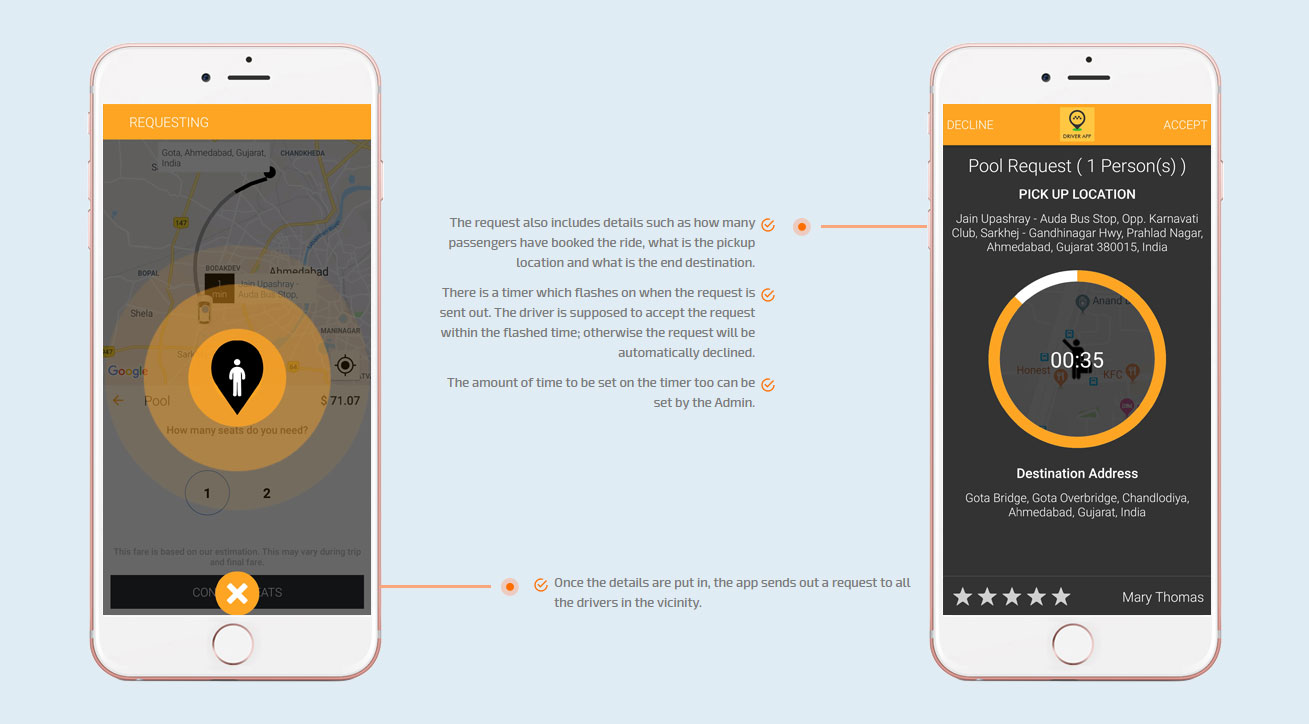 REQUESTING
Gota, Ahmedabad, Gujarat,
India
S
CHANDKHEDA
147
BOPAL
BODAKDEV
Ahmedabad
1
min
Jain Upashray -
Auda Bus Stop,
Shela
MANINAGAR
Sark
47
64
Google
Pool
$ 71.07
How many seats do you need?
1
2
This fare is based on our estimation. This may vary during trip
and final fare.
CON
ATS
The request also includes details such as how many
passengers have booked the ride, what is the pickup
location and what is the end destination.
There is a timer which flashes on when the request is
sent out. The driver is supposed to accept the request
within the flashed time; otherwise the request will be
automatically declined.
The amount of time to be set on the timer too can be
set by the Admin.
Once the details are put in, the app sends out a request to all
the drivers in the vicinity.
DECLINE
DRIVER APP
ACCEPT
Pool Request ( 1 Person(s) )
PICK UP LOCATION
Jain Upashray - Auda Bus Stop, Opp. Karnavati
Club, Sarkhej - Gandhinagar Hwy, Prahlad Nagar,
Ahmedabad, Gujarat 380015, India
Anand
00:35
Honest
KFC
Destination Address
Gota Bridge, Gota Overbridge, Chandlodiya,
Ahmedabad, Gujarat, India
Mary Thomas